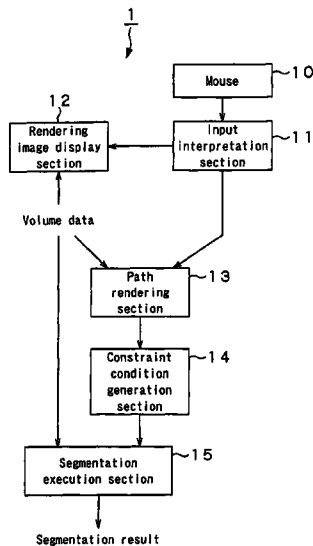 1
10
Mouse
12
Rendering
image display
section
Input
interpretation
section
11
Volume data
Path
rendering
section
13
Constraint
condition
generation
section
14
Segmentation
execution section
15
Segmentation result